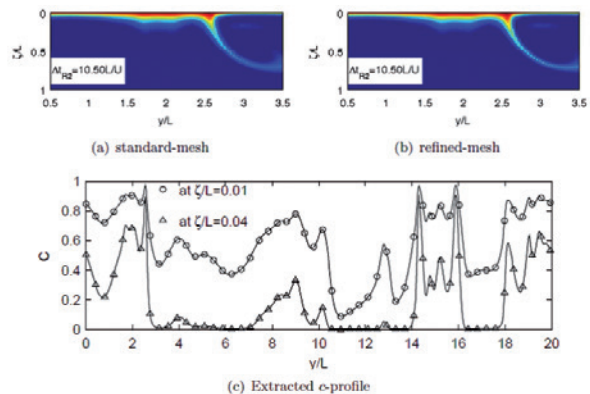 0
ζ/L
0.5
1
Δt_R2=10.50L/U
0.5 1 1.5 2 2.5 3 3.5
y/L
(a) standard-mesh
0
ζ/L
0.5
1
Δt_R2=10.50L/U
0.5 1 1.5 2 2.5 3 3.5
y/L
(b) refined-mesh
1
0.8
0.6
0.4
0.2
0
C
at ζ/L=0.01
at ζ/L=0.04
0 2 4 6 8 10 12 14 16 18 20
y/L
(c) Extracted c-profile